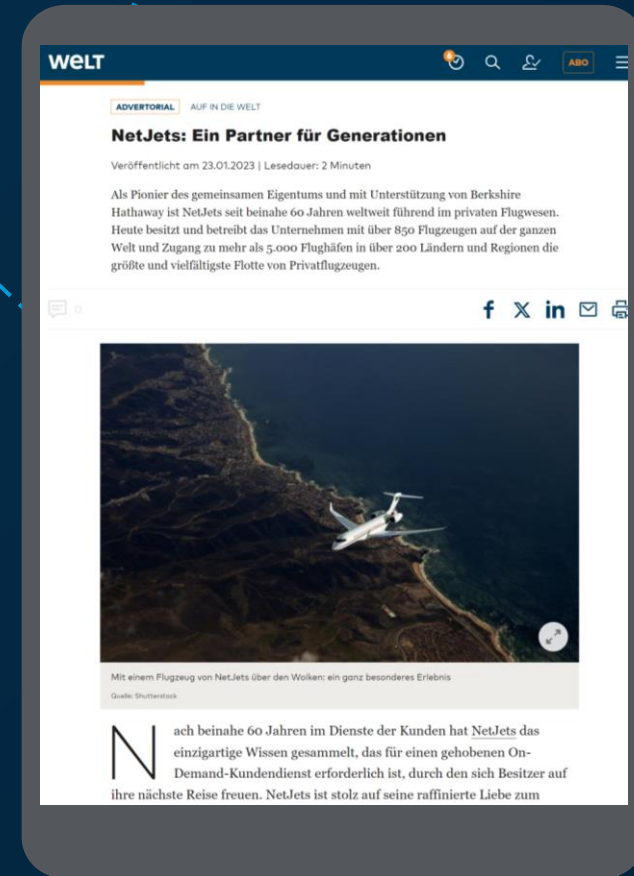 welt
6
ABO
ADVERTORIAL AUF IN DIE WELT
NetJets: Ein Partner für Generationen
Veröffentlicht am 23.01.2023 | Lesedauer: 2 Minuten
Als Pionier des gemeinsamen Eigentums und mit Unterstützung von Berkshire
Hathaway ist NetJets seit beinahe 60 Jahren weltweit führend im privaten Flugwesen.
Heute besitzt und betreibt das Unternehmen mit über 850 Flugzeugen auf der ganzen
Welt und Zugang zu mehr als 5.000 Flughäfen in über 200 Ländern und Regionen die
größte und vielfältigste Flotte von Privatflugzeugen.
0
Mit einem Flugzeug von NetJets über den Wolken: ein ganz besonderes Erlebnis
Quelle: Shutterstock
Nach beinahe 60 Jahren im Dienste der Kunden hat NetJets das
einzigartige Wissen gesammelt, das für einen gehobenen On-
Demand-Kundendienst erforderlich ist, durch den sich Besitzer auf
ihre nächste Reise freuen. NetJets ist stolz auf seine raffinierte Liebe zum